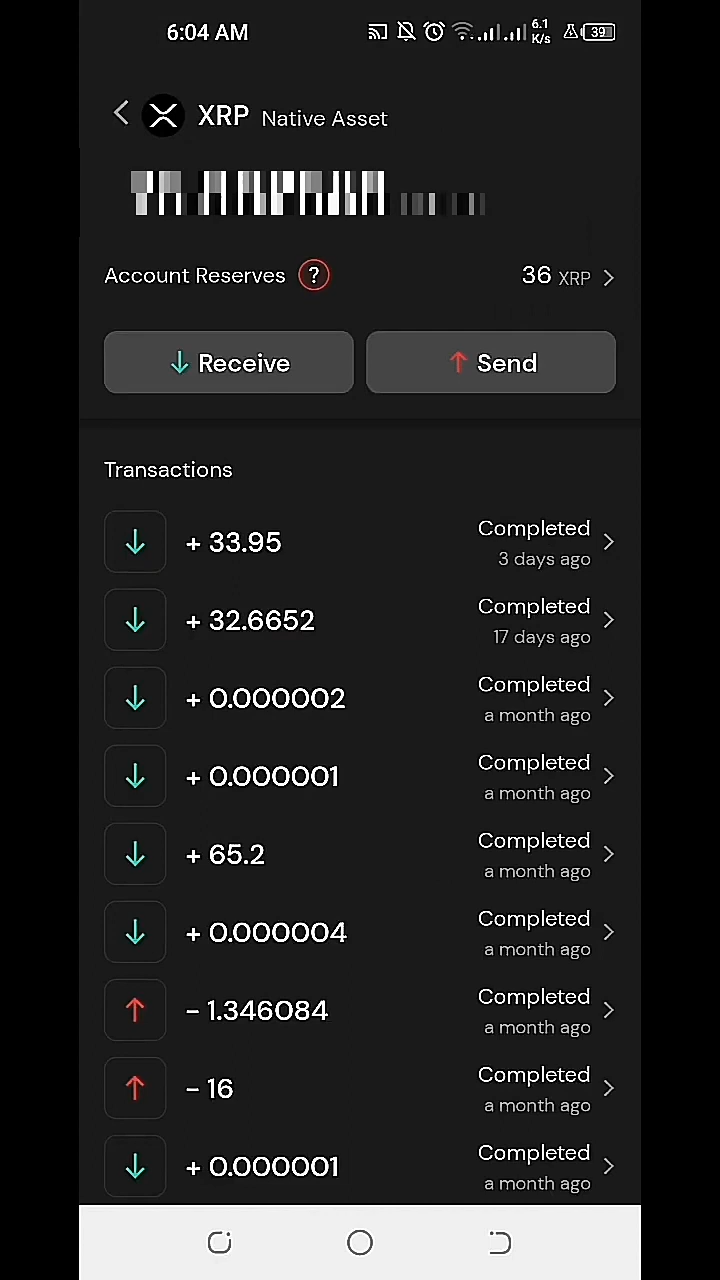 6:04 AM 6.1 K/s 39
XRP Native Asset
Account Reserves ? 36 XRP
Receive Send
Transactions
+ 33.95 Completed
3 days ago
+ 32.6652 Completed
17 days ago
+ 0.000002 Completed
a month ago
+ 0.000001 Completed
a month ago
+ 65.2 Completed
a month ago
+ 0.000004 Completed
a month ago
- 1.346084 Completed
a month ago
- 16 Completed
a month ago
+ 0.000001 Completed
a month ago